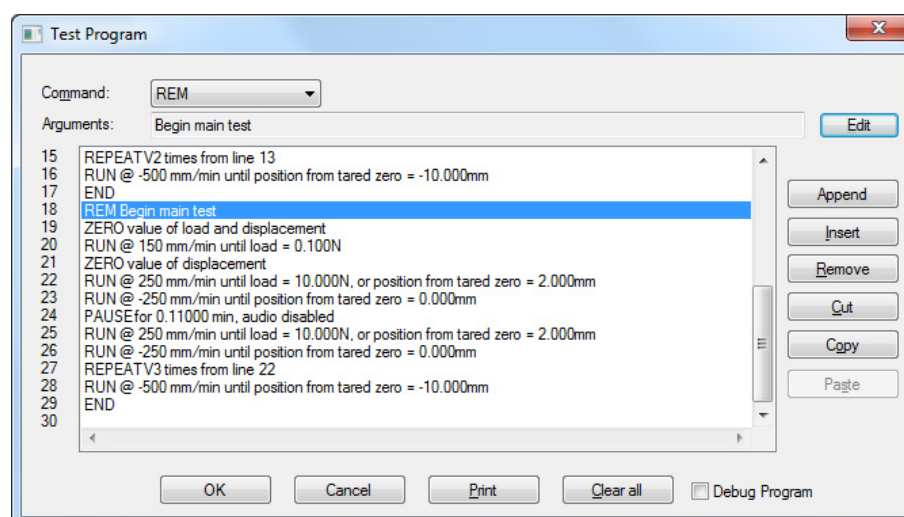 Test Program
Command: REM
Arguments: Begin main test Edit
15 REPEAT V2 times from line 13
16 RUN @ -500 mm/min until position from tared zero = -10.000mm
17 END
18 REM Begin main test
19 ZERO value of load and displacement
20 RUN @ 150 mm/min until load = 0.100N
21 ZERO value of displacement
22 RUN @ 250 mm/min until load = 10.000N, or position from tared zero = 2.000mm
23 RUN @ -250 mm/min until position from tared zero = 0.000mm
24 PAUSE for 0.11000 min, audio disabled
25 RUN @ 250 mm/min until load = 10.000N, or position from tared zero = 2.000mm
26 RUN @ -250 mm/min until position from tared zero = 0.000mm
27 REPEAT V3 times from line 22
28 RUN @ -500 mm/min until position from tared zero = -10.000mm
29 END
30
Append
Insert
Remove
Cut
Copy
Paste
OK Cancel Print Clear all Debug Program